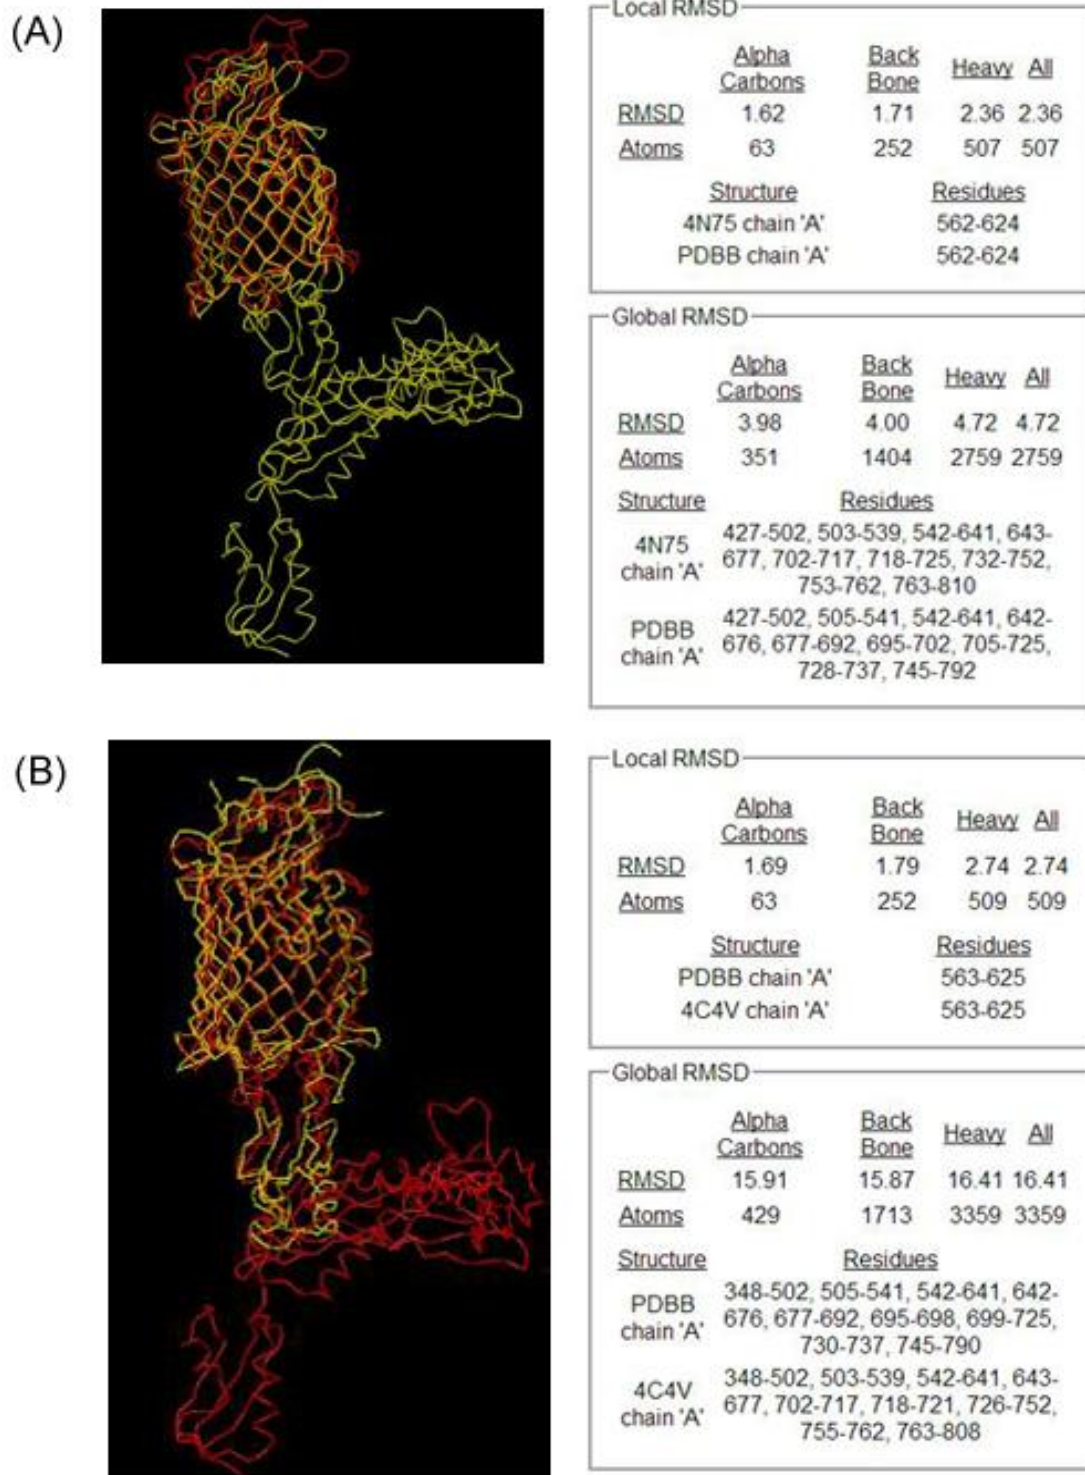 (A)
Local RMSD
Alpha Carbons Back Bone Heavy All
RMSD 1.62 1.71 2.36 2.36
Atoms 63 252 507 507
Structure Residues
4N75 chain 'A' 562-624
PDBB chain 'A' 562-624
Global RMSD
Alpha Carbons Back Bone Heavy All
RMSD 3.98 4.00 4.72 4.72
Atoms 351 1404 2759 2759
Structure Residues
4N75 chain 'A' 427-502, 503-539, 542-641, 643-
677, 702-717, 718-725, 732-752,
753-762, 763-810
PDBB chain 'A' 427-502, 505-541, 542-641, 642-
676, 677-692, 695-702, 705-725,
728-737, 745-792
(B)
Local RMSD
Alpha Carbons Back Bone Heavy All
RMSD 1.69 1.79 2.74 2.74
Atoms 63 252 509 509
Structure Residues
PDBB chain 'A' 563-625
4C4V chain 'A' 563-625
Global RMSD
Alpha Carbons Back Bone Heavy All
RMSD 15.91 15.87 16.41 16.41
Atoms 429 1713 3359 3359
Structure Residues
PDBB chain 'A' 348-502, 505-541, 542-641, 642-
676, 677-692, 695-698, 699-725,
730-737, 745-790
4C4V chain 'A' 348-502, 503-539, 542-641, 643-
677, 702-717, 718-721, 726-752,
755-762, 763-808